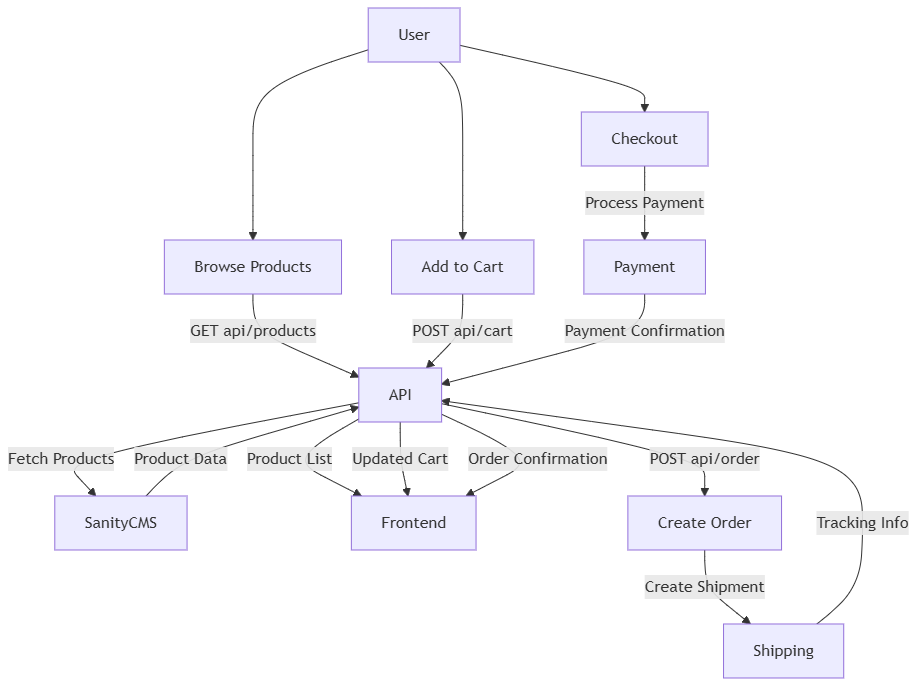 User
Checkout
Process Payment
Browse Products
Add to Cart
Payment
GET api/products
POST api/cart
Payment Confirmation
API
Fetch Products
Product Data
Product List
Updated Cart
Order Confirmation
POST api/order
SanityCMS
Frontend
Create Order
Tracking Info
Create Shipment
Shipping